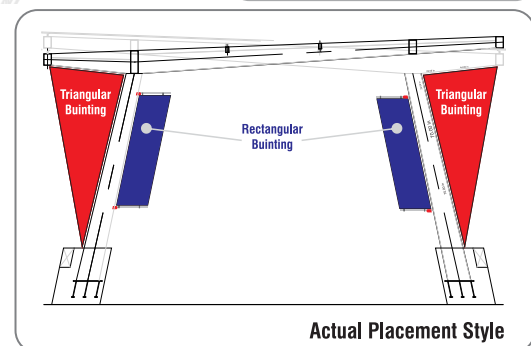 Triangular
Buinting
Triangular
Buinting
Rectangular
Buinting
Actual Placement Style